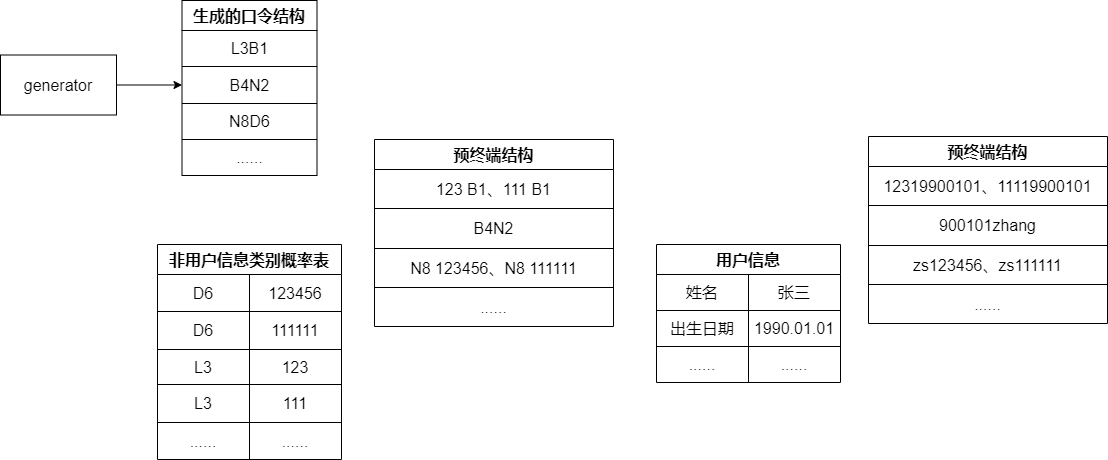 generator
生成的口令结构
L3B1
B4N2
N8D6
......
非用户信息类别概率表
D6 123456
D6 111111
L3 123
L3 111
...... ......
预终端结构
123 B1、111 B1
B4N2
N8 123456、N8 111111
......
用户信息
姓名 张三
出生日期 1990.01.01
...... ......
预终端结构
12319900101、11119900101
900101zhang
zs123456、zs111111
......